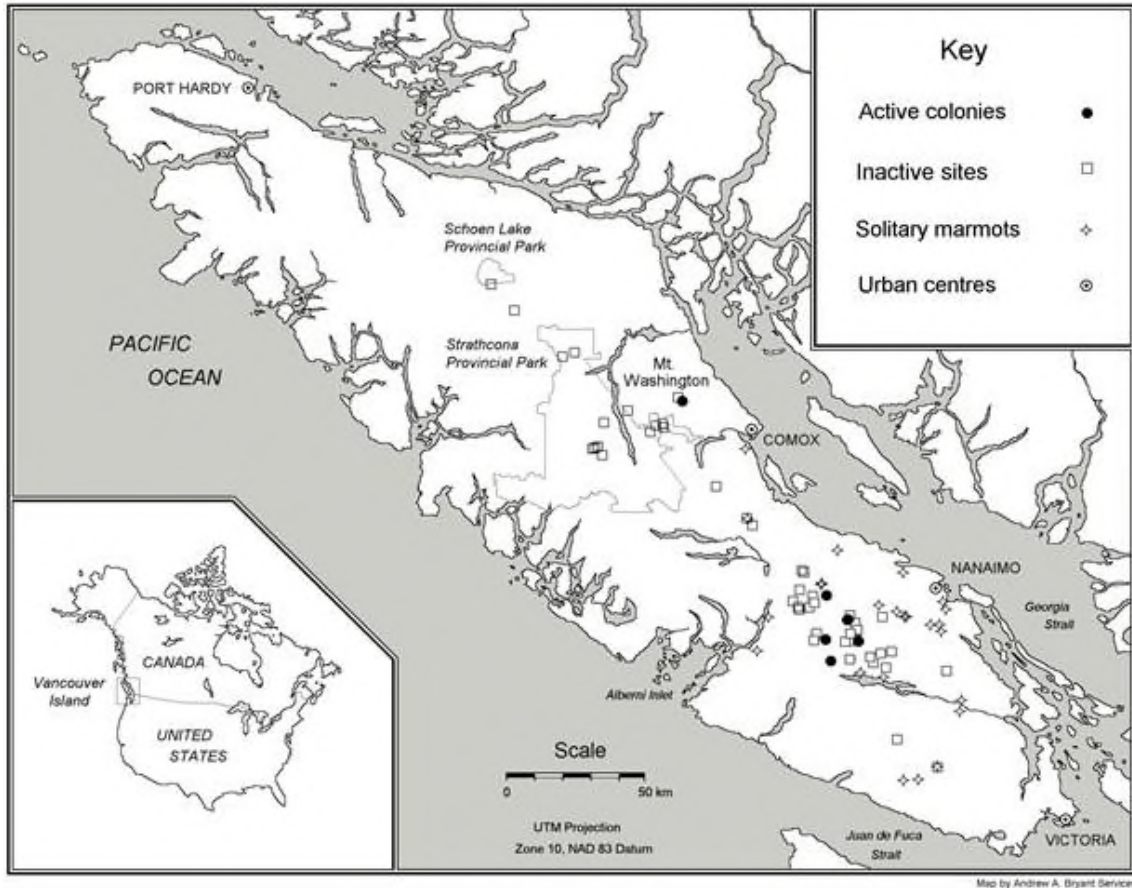 Key
Active colonies
Inactive sites
Solitary marmots
Urban centres
PORT HARDY
Schoen Lake
Provincial Park
PACIFIC
OCEAN
Strathcona
Provincial Park
Mt.
Washington
COMOX
NANAIMO
Georgia
Strait
Alberni Inlet
CANADA
Vancouver
Island
UNITED
STATES
Scale
0 50 km
UTM Projection
Zone 10, NAD 83 Datum
Juan de Fuca
Strait
VICTORIA
Map by Andrew A. Bryant Services